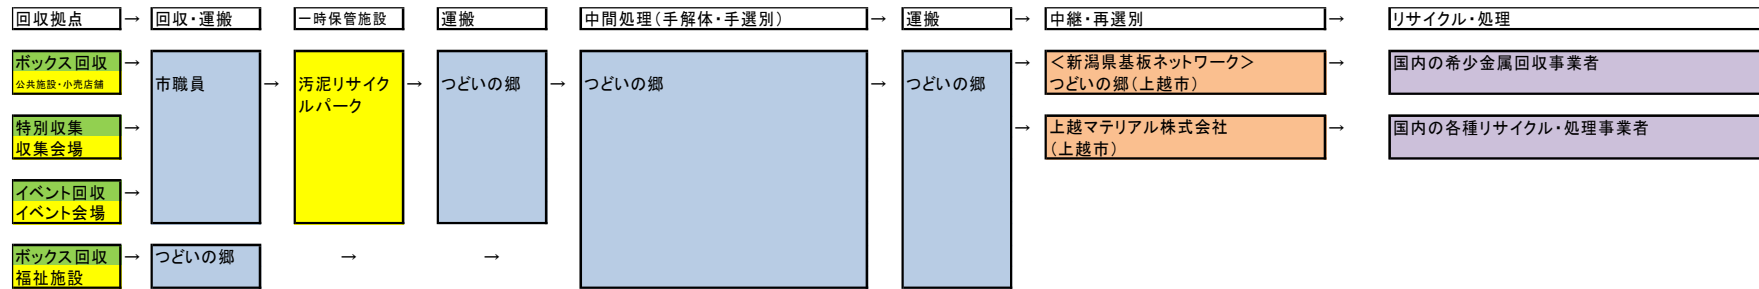 回収拠点 → 回収・運搬 一時保管施設 運搬 中間処理(手解体・手選別) → 運搬 → 中継・再選別 → リサイクル・処理
ボックス回収 → <新潟県基板ネットワーク> 国内の希少金属回収事業者
公共施設・小売店舗 市職員 → 汚泥リサイク → つどいの郷 → つどいの郷 → つどいの郷 → つどいの郷(上越市) →
ルパーク
特別収集 → → 上越マテリアル株式会社 → 国内の各種リサイクル・処理事業者
収集会場 (上越市)
イベント回収 →
イベント会場
ボックス回収 → つどいの郷 → →
福祉施設